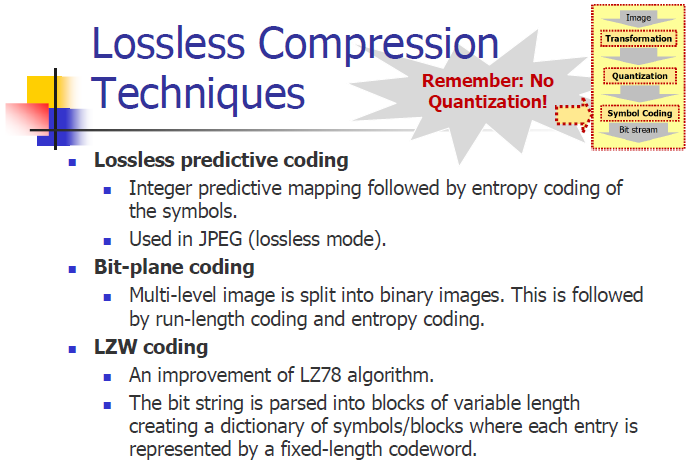 Lossless Compression
Techniques
Remember: No
Quantization!
Image
Transformation
Quantization
Symbol Coding
Bit stream
Lossless predictive coding
Integer predictive mapping followed by entropy coding of
the symbols.
Used in JPEG (lossless mode).
Bit-plane coding
Multi-level image is split into binary images. This is followed
by run-length coding and entropy coding.
LZW coding
An improvement of LZ78 algorithm.
The bit string is parsed into blocks of variable length
creating a dictionary of symbols/blocks where each entry is
represented by a fixed-length codeword.